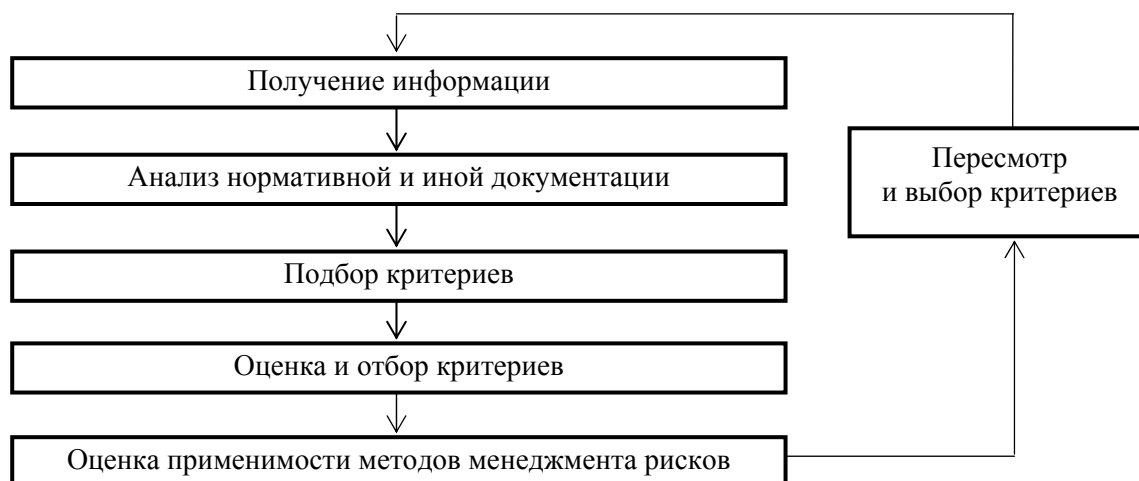 Получение информации
Анализ нормативной и иной документации
Подбор критериев
Оценка и отбор критериев
Оценка применимости методов менеджмента рисков
Пересмотр
и выбор критериев